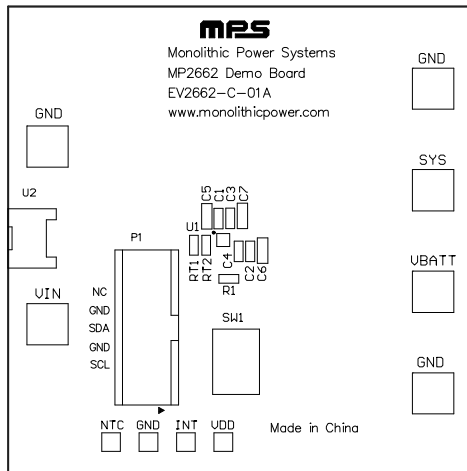 MPS
Monolithic Power Systems
MP2662 Demo Board
EV2662-C-01A
www.monolithicpower.com
GND
GND
SYS
U2
C5
C1
C3
C7
U1
P1
RT1
RT2
C4
C2
C6
R1
VBATT
VIN
NC
GND
SDA
GND
SCL
SW1
GND
NTC GND INT VDD
Made in China